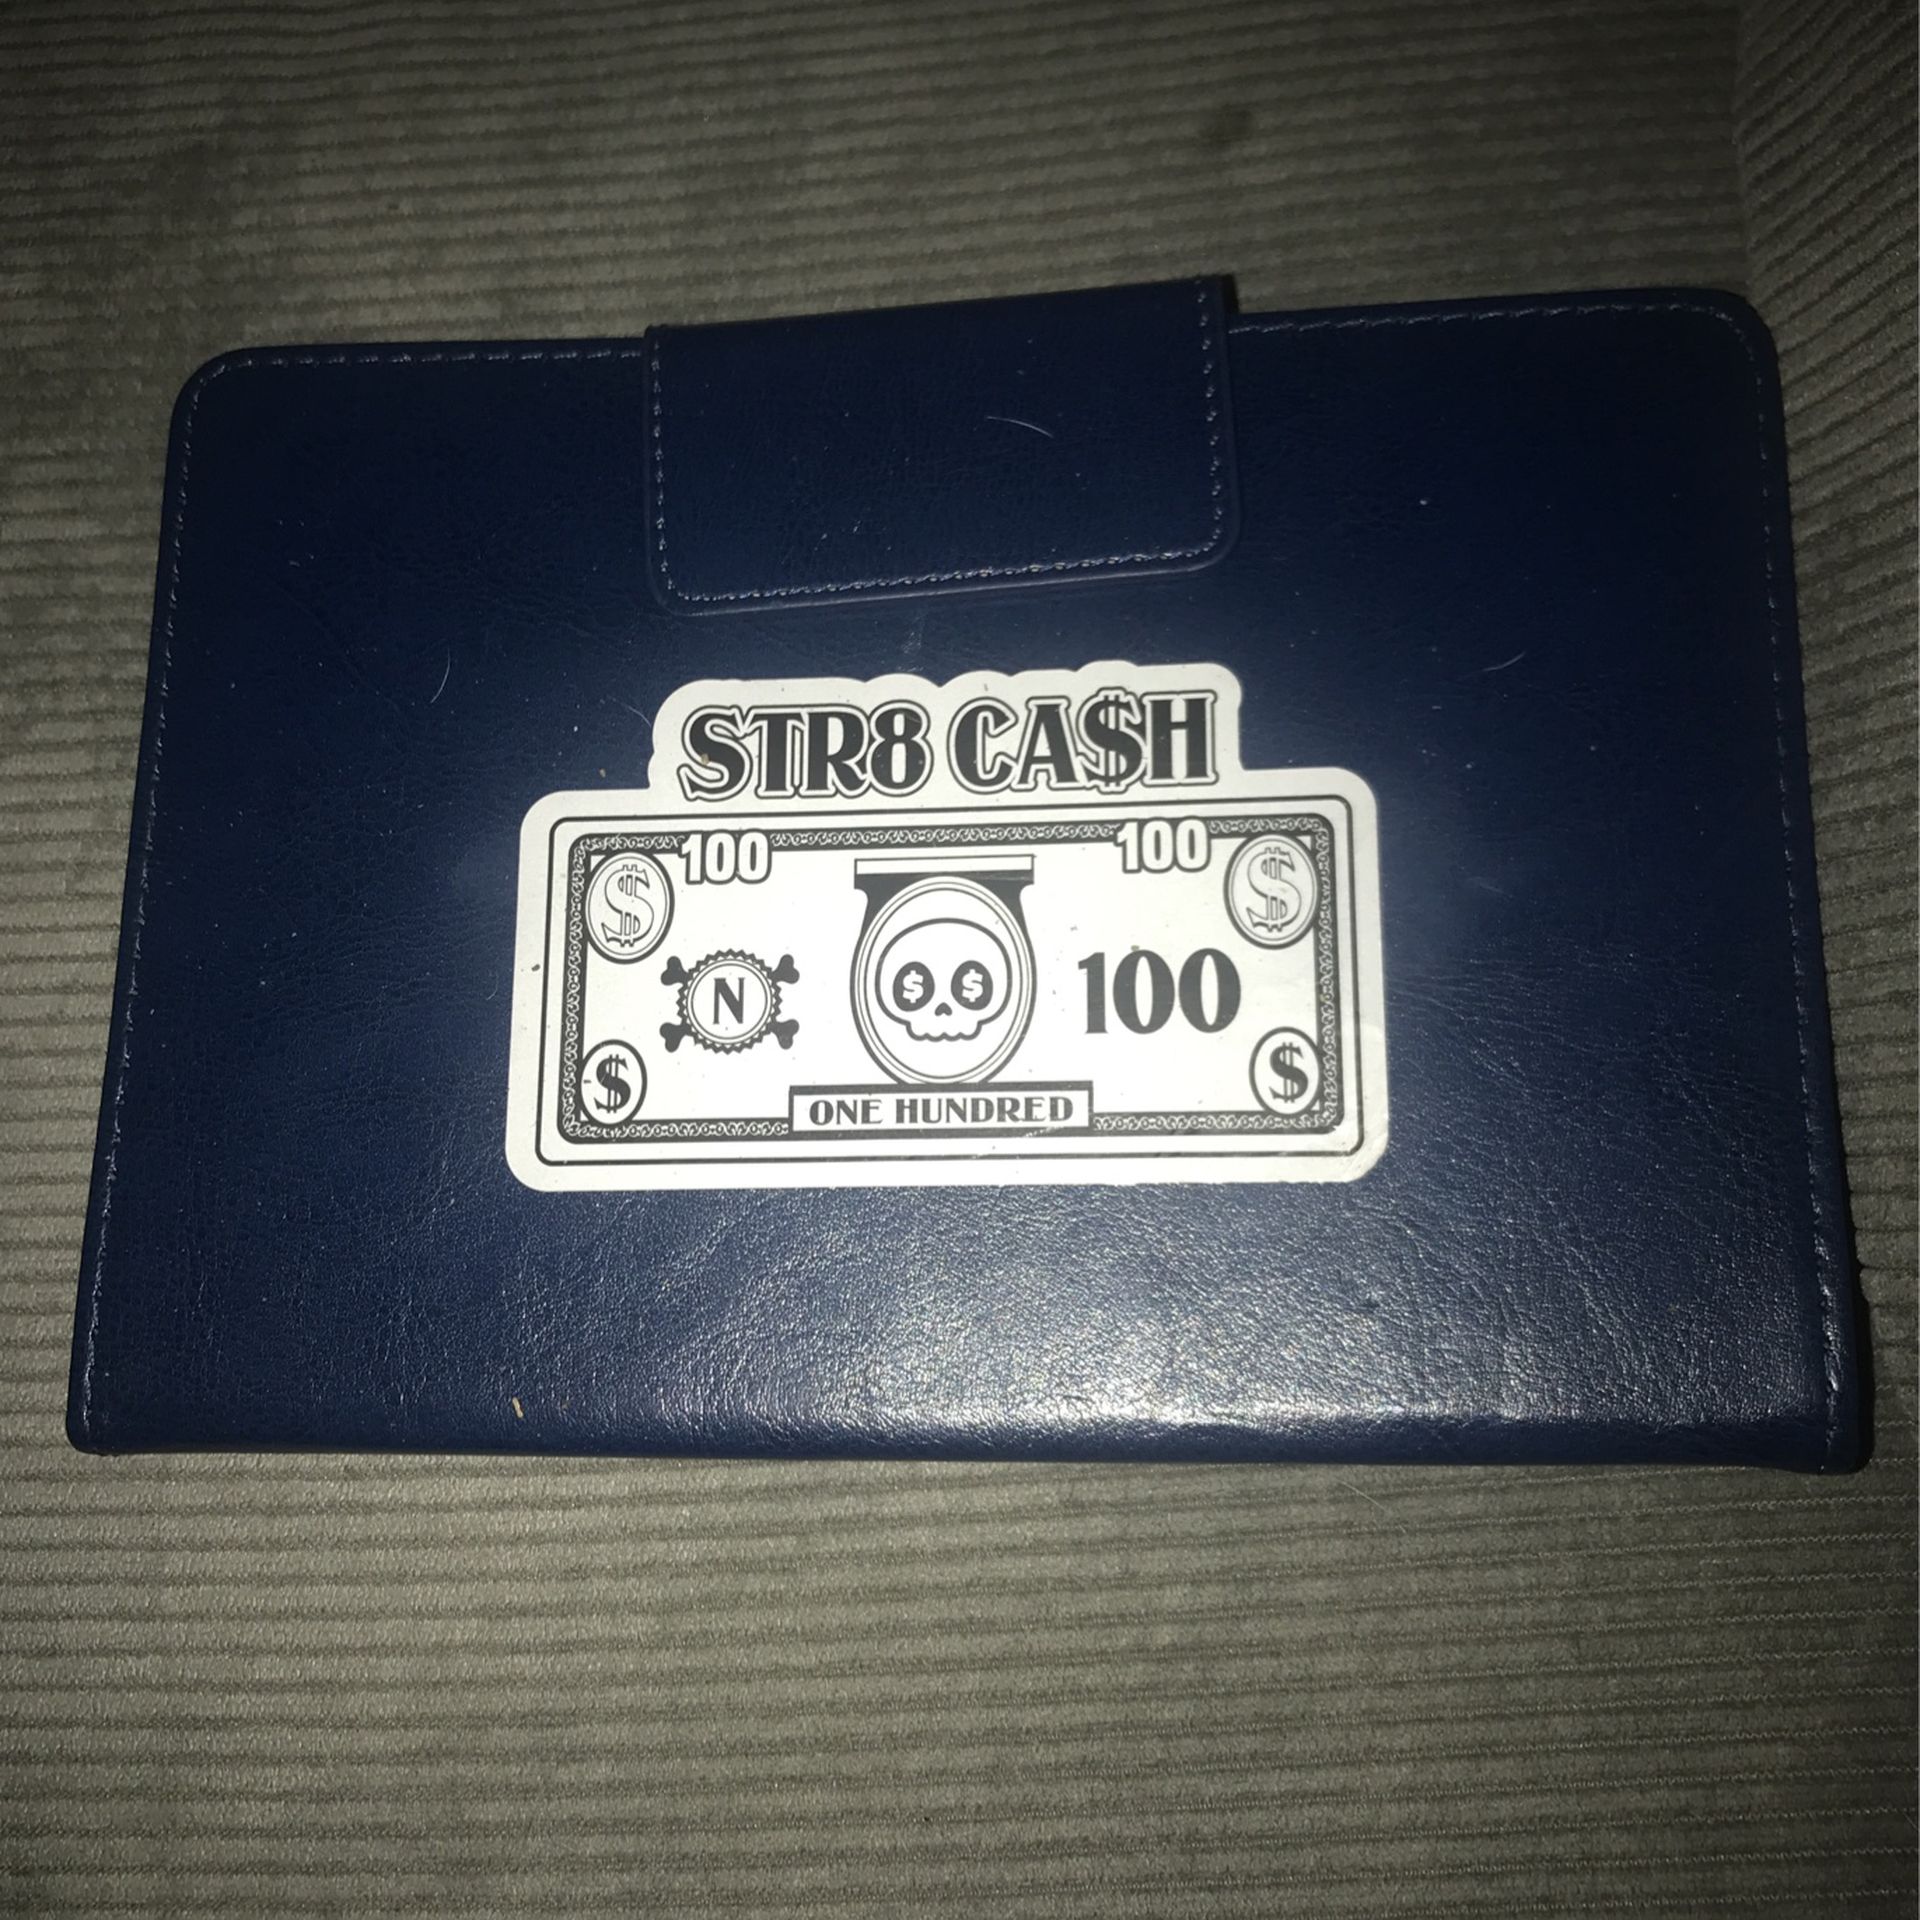 STR8 CA$H
100 100
$ $
N 100
$ $
$ $
ONE HUNDRED